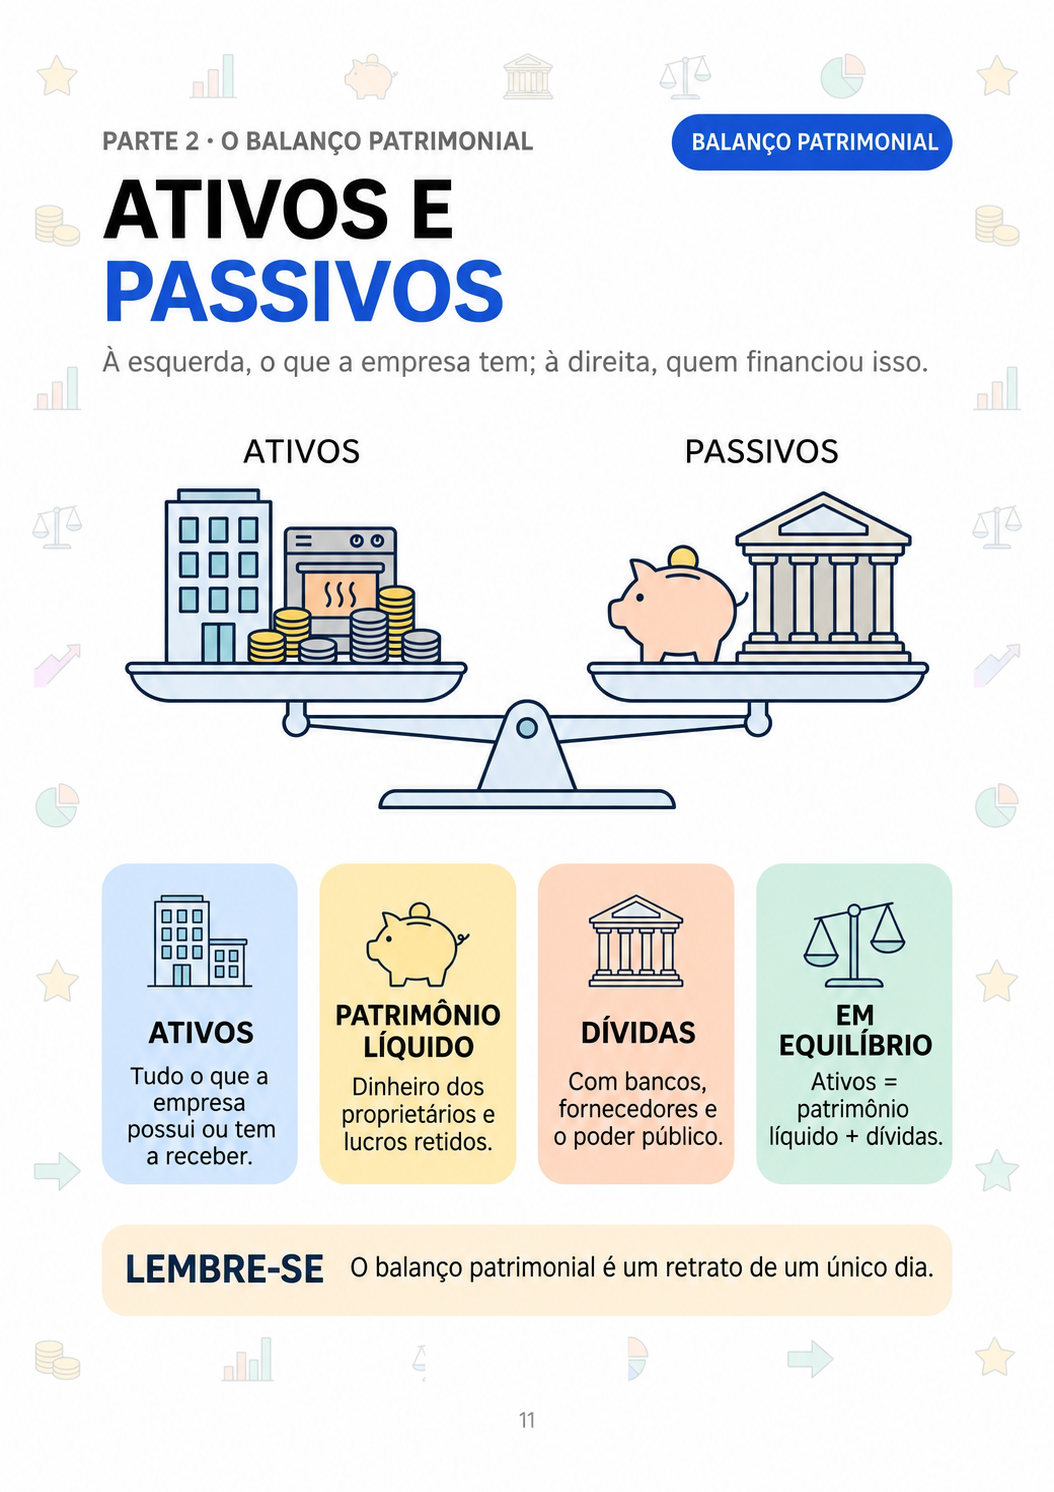 PARTE 2 · O BALANÇO PATRIMONIAL
BALANÇO PATRIMONIAL
ATIVOS E
PASSIVOS
À esquerda, o que a empresa tem; à direita, quem financiou isso.
ATIVOS
PASSIVOS
ATIVOS
Tudo o que a
empresa
possui ou tem
a receber.
PATRIMÔNIO
LÍQUIDO
Dinheiro dos
proprietários e
lucros retidos.
DÍVIDAS
Com bancos,
fornecedores e
o poder público.
EM
EQUILÍBRIO
Ativos =
patrimônio
líquido + dívidas.
LEMBRE-SE
O balanço patrimonial é um retrato de um único dia.
11